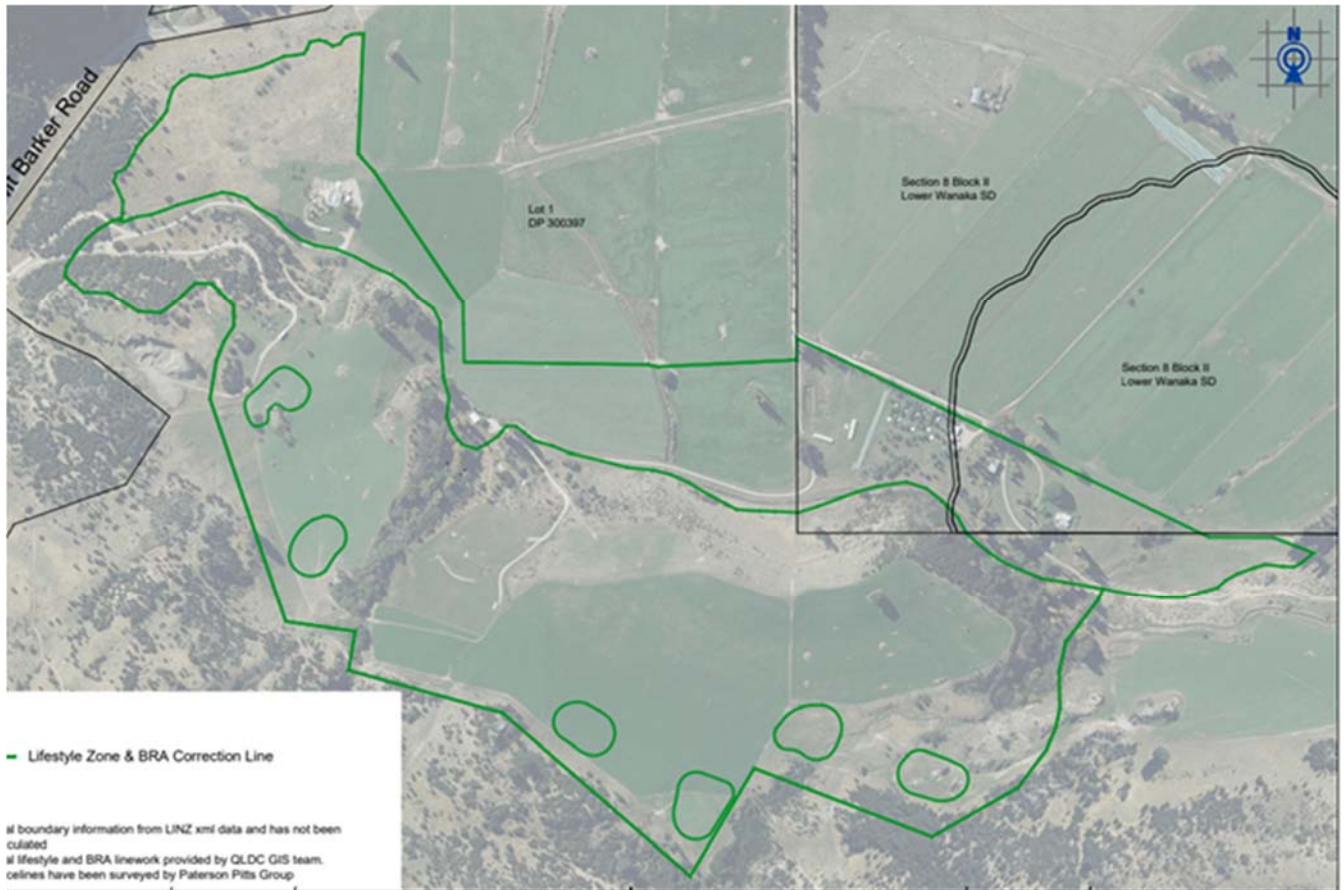 N
Mt Barker Road
Lot 1
DP 300397
Section 8 Block II
Lower Wanaka SD
Section 8 Block II
Lower Wanaka SD
Lifestyle Zone & BRA Correction Line
al boundary information from LINZ xml data and has not been
culated
al lifestyle and BRA linework provided by QLDC GIS team.
celines have been surveyed by Paterson Pitts Group